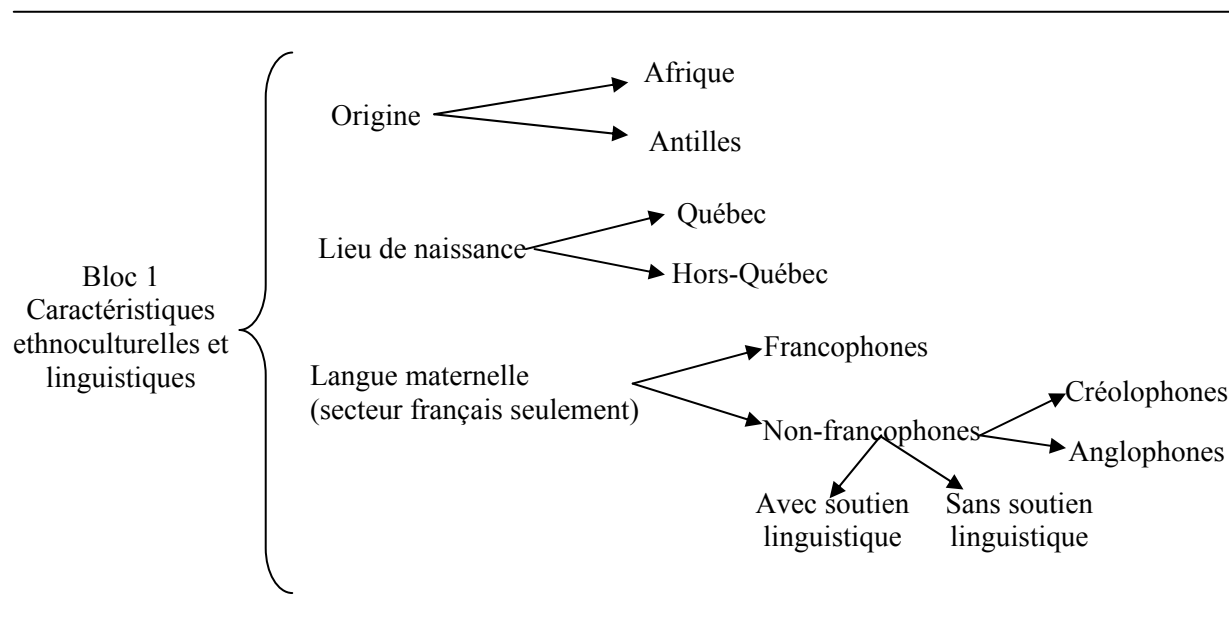 Bloc 1
Caractéristiques
ethnoculturelles et
linguistiques
Origine
Afrique
Antilles
Lieu de naissance
Québec
Hors-Québec
Langue maternelle
(secteur français seulement)
Francophones
Non-francophones
Créolophones
Anglophones
Avec soutien
linguistique
Sans soutien
linguistique